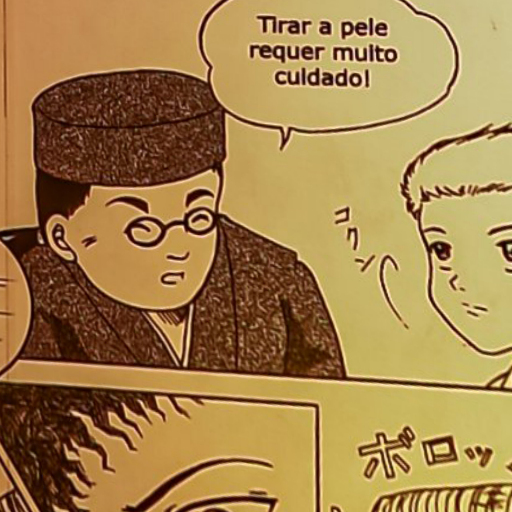 Tirar a pele
requer muito
cuidado!
コクン
ボロッ